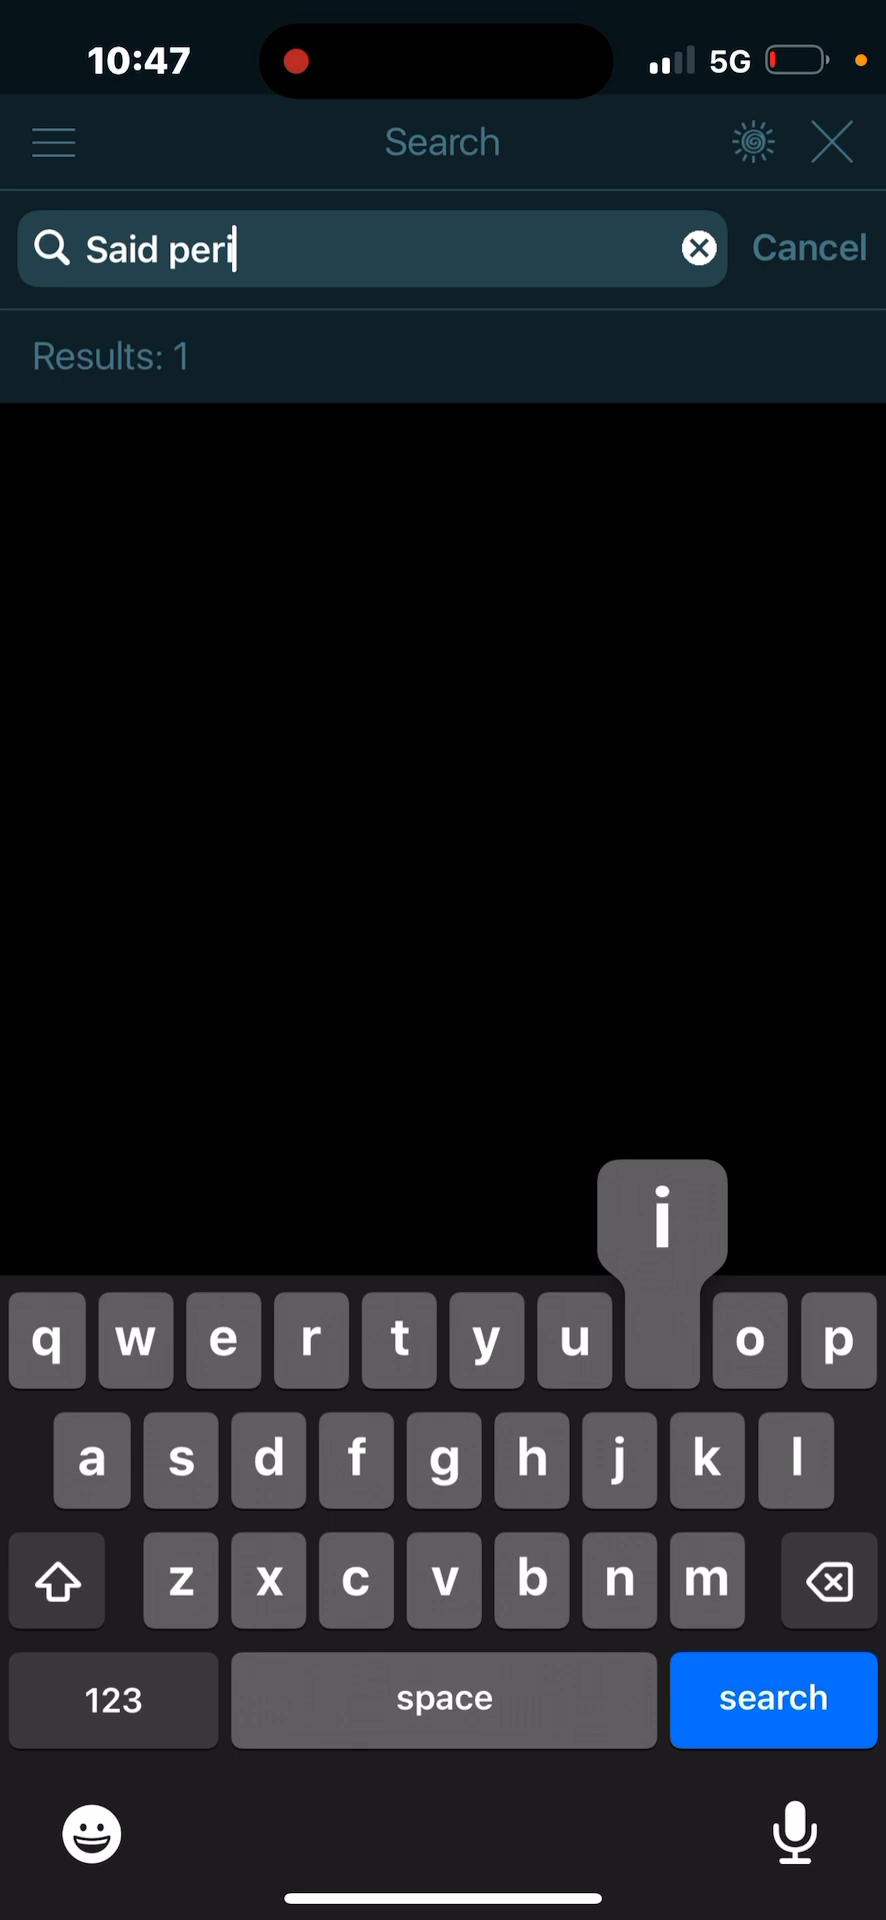 10:47
5G
Search
Said peri
Cancel
Results: 1
i
q w e r t y u o p
a s d f g h j k l
z x c v b n m
123 space search